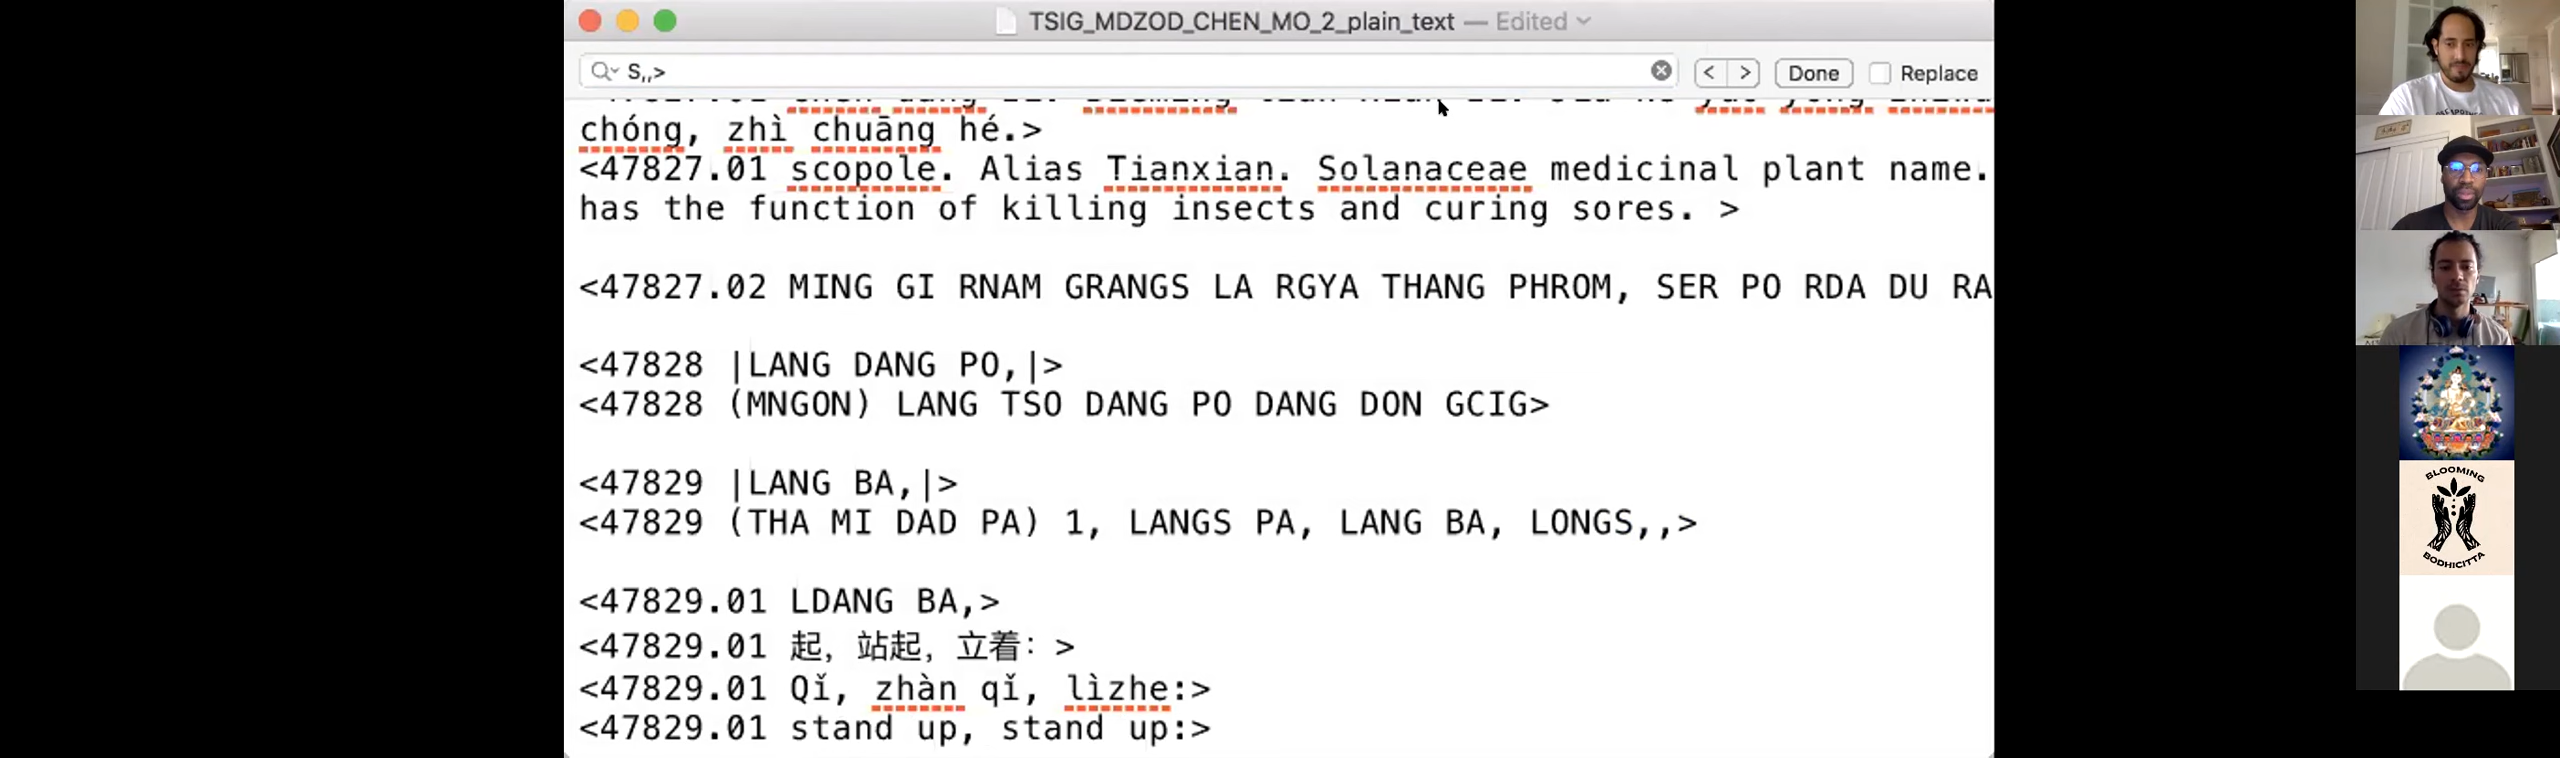 TSIG_MDZOD_CHEN_MO_2_plain_text — Edited
S,,>
Done
Replace
chóng, zhì chuāng hé.>
<47827.01 scopole. Alias Tianxian. Solanaceae medicinal plant name.
has the function of killing insects and curing sores. >
<47827.02 MING GI RNAM GRANGS LA RGYA THANG PHROM, SER PO RDA DU RA
<47828 |LANG DANG PO,|>
<47828 (MNGON) LANG TSO DANG PO DANG DON GCIG>
<47829 |LANG BA,|>
<47829 (THA MI DAD PA) 1, LANGS PA, LANG BA, LONGS,,>
<47829.01 LDANG BA,>
<47829.01 起，站起，立着：>
<47829.01 Qǐ, zhàn qǐ, lìzhe:>
<47829.01 stand up, stand up:>
BLOOMING
BODHICITTA